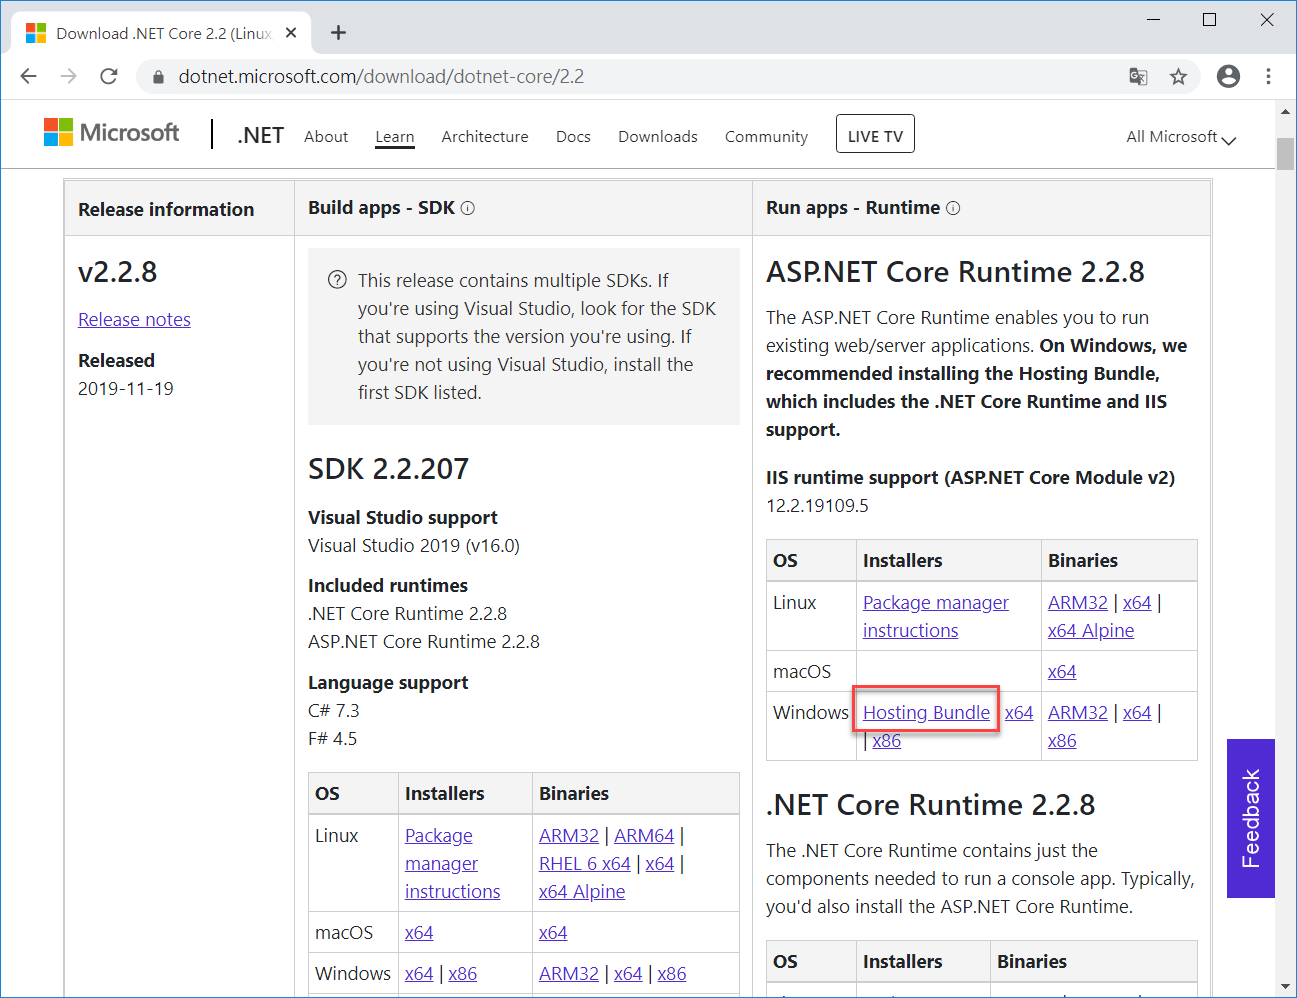 Download .NET Core 2.2 (Linux
dotnet.microsoft.com/download/dotnet-core/2.2
Microsoft
.NET About Learn Architecture Docs Downloads Community LIVE TV All Microsoft
Release information
v2.2.8
Release notes
Released
2019-11-19
Build apps - SDK
This release contains multiple SDKs. If
you're using Visual Studio, look for the SDK
that supports the version you're using. If
you're not using Visual Studio, install the
first SDK listed.
SDK 2.2.207
Visual Studio support
Visual Studio 2019 (v16.0)
Included runtimes
.NET Core Runtime 2.2.8
ASP.NET Core Runtime 2.2.8
Language support
C# 7.3
F# 4.5
OS Installers Binaries
Linux Package manager instructions ARM32 | ARM64 |
RHEL 6 x64 | x64 |
x64 Alpine
macOS x64 x64
Windows x64 | x86 ARM32 | x64 | x86
Run apps - Runtime
ASP.NET Core Runtime 2.2.8
The ASP.NET Core Runtime enables you to run
existing web/server applications. On Windows, we
recommended installing the Hosting Bundle,
which includes the .NET Core Runtime and IIS
support.
IIS runtime support (ASP.NET Core Module v2)
12.2.19109.5
OS Installers Binaries
Linux Package manager instructions ARM32 | x64 |
x64 Alpine
macOS x64
Windows Hosting Bundle x64 ARM32 | x64 |
| x86 x86
.NET Core Runtime 2.2.8
The .NET Core Runtime contains just the
components needed to run a console app. Typically,
you'd also install the ASP.NET Core Runtime.
OS Installers Binaries
Feedback